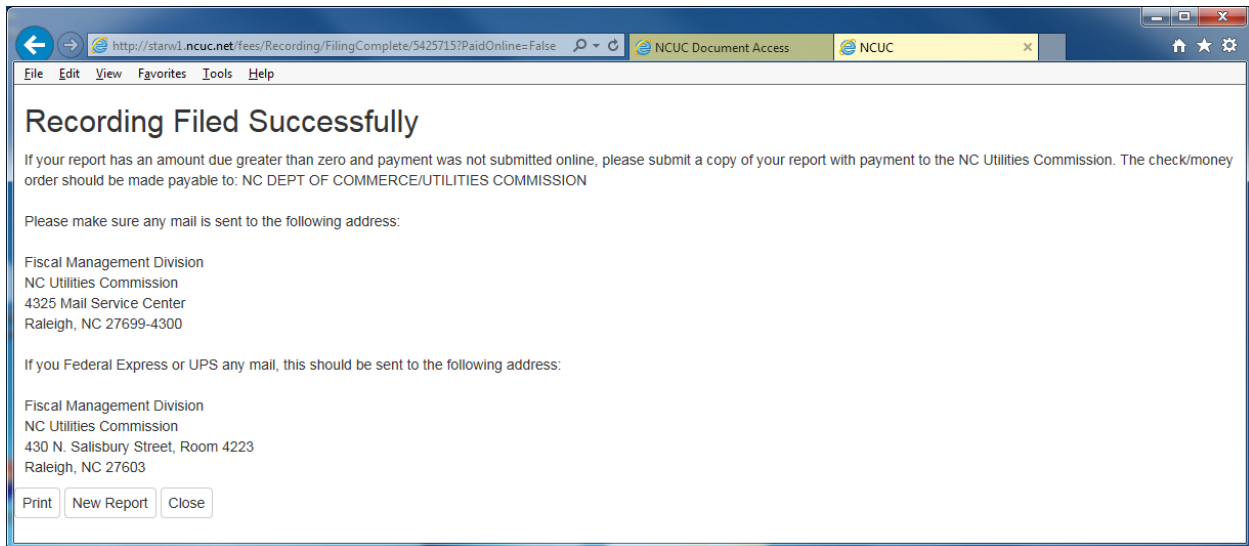 http://starw1.ncuc.net/fees/Recording/FilingComplete/5425715?PaidOnline=False
NCUC Document Access
NCUC
File Edit View Favorites Tools Help
Recording Filed Successfully
If your report has an amount due greater than zero and payment was not submitted online, please submit a copy of your report with payment to the NC Utilities Commission. The check/money
order should be made payable to: NC DEPT OF COMMERCE/UTILITIES COMMISSION
Please make sure any mail is sent to the following address:
Fiscal Management Division
NC Utilities Commission
4325 Mail Service Center
Raleigh, NC 27699-4300
If you Federal Express or UPS any mail, this should be sent to the following address:
Fiscal Management Division
NC Utilities Commission
430 N. Salisbury Street, Room 4223
Raleigh, NC 27603
Print New Report Close